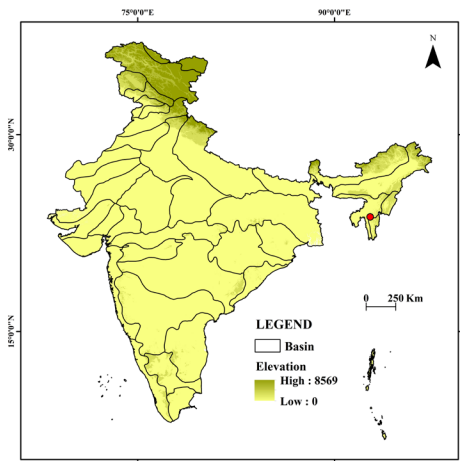 75°0'0"E 90°0'0"E
N
30°0'0"N
15°0'0"N
0 250 Km
LEGEND
Basin
Elevation
High : 8569
Low : 0